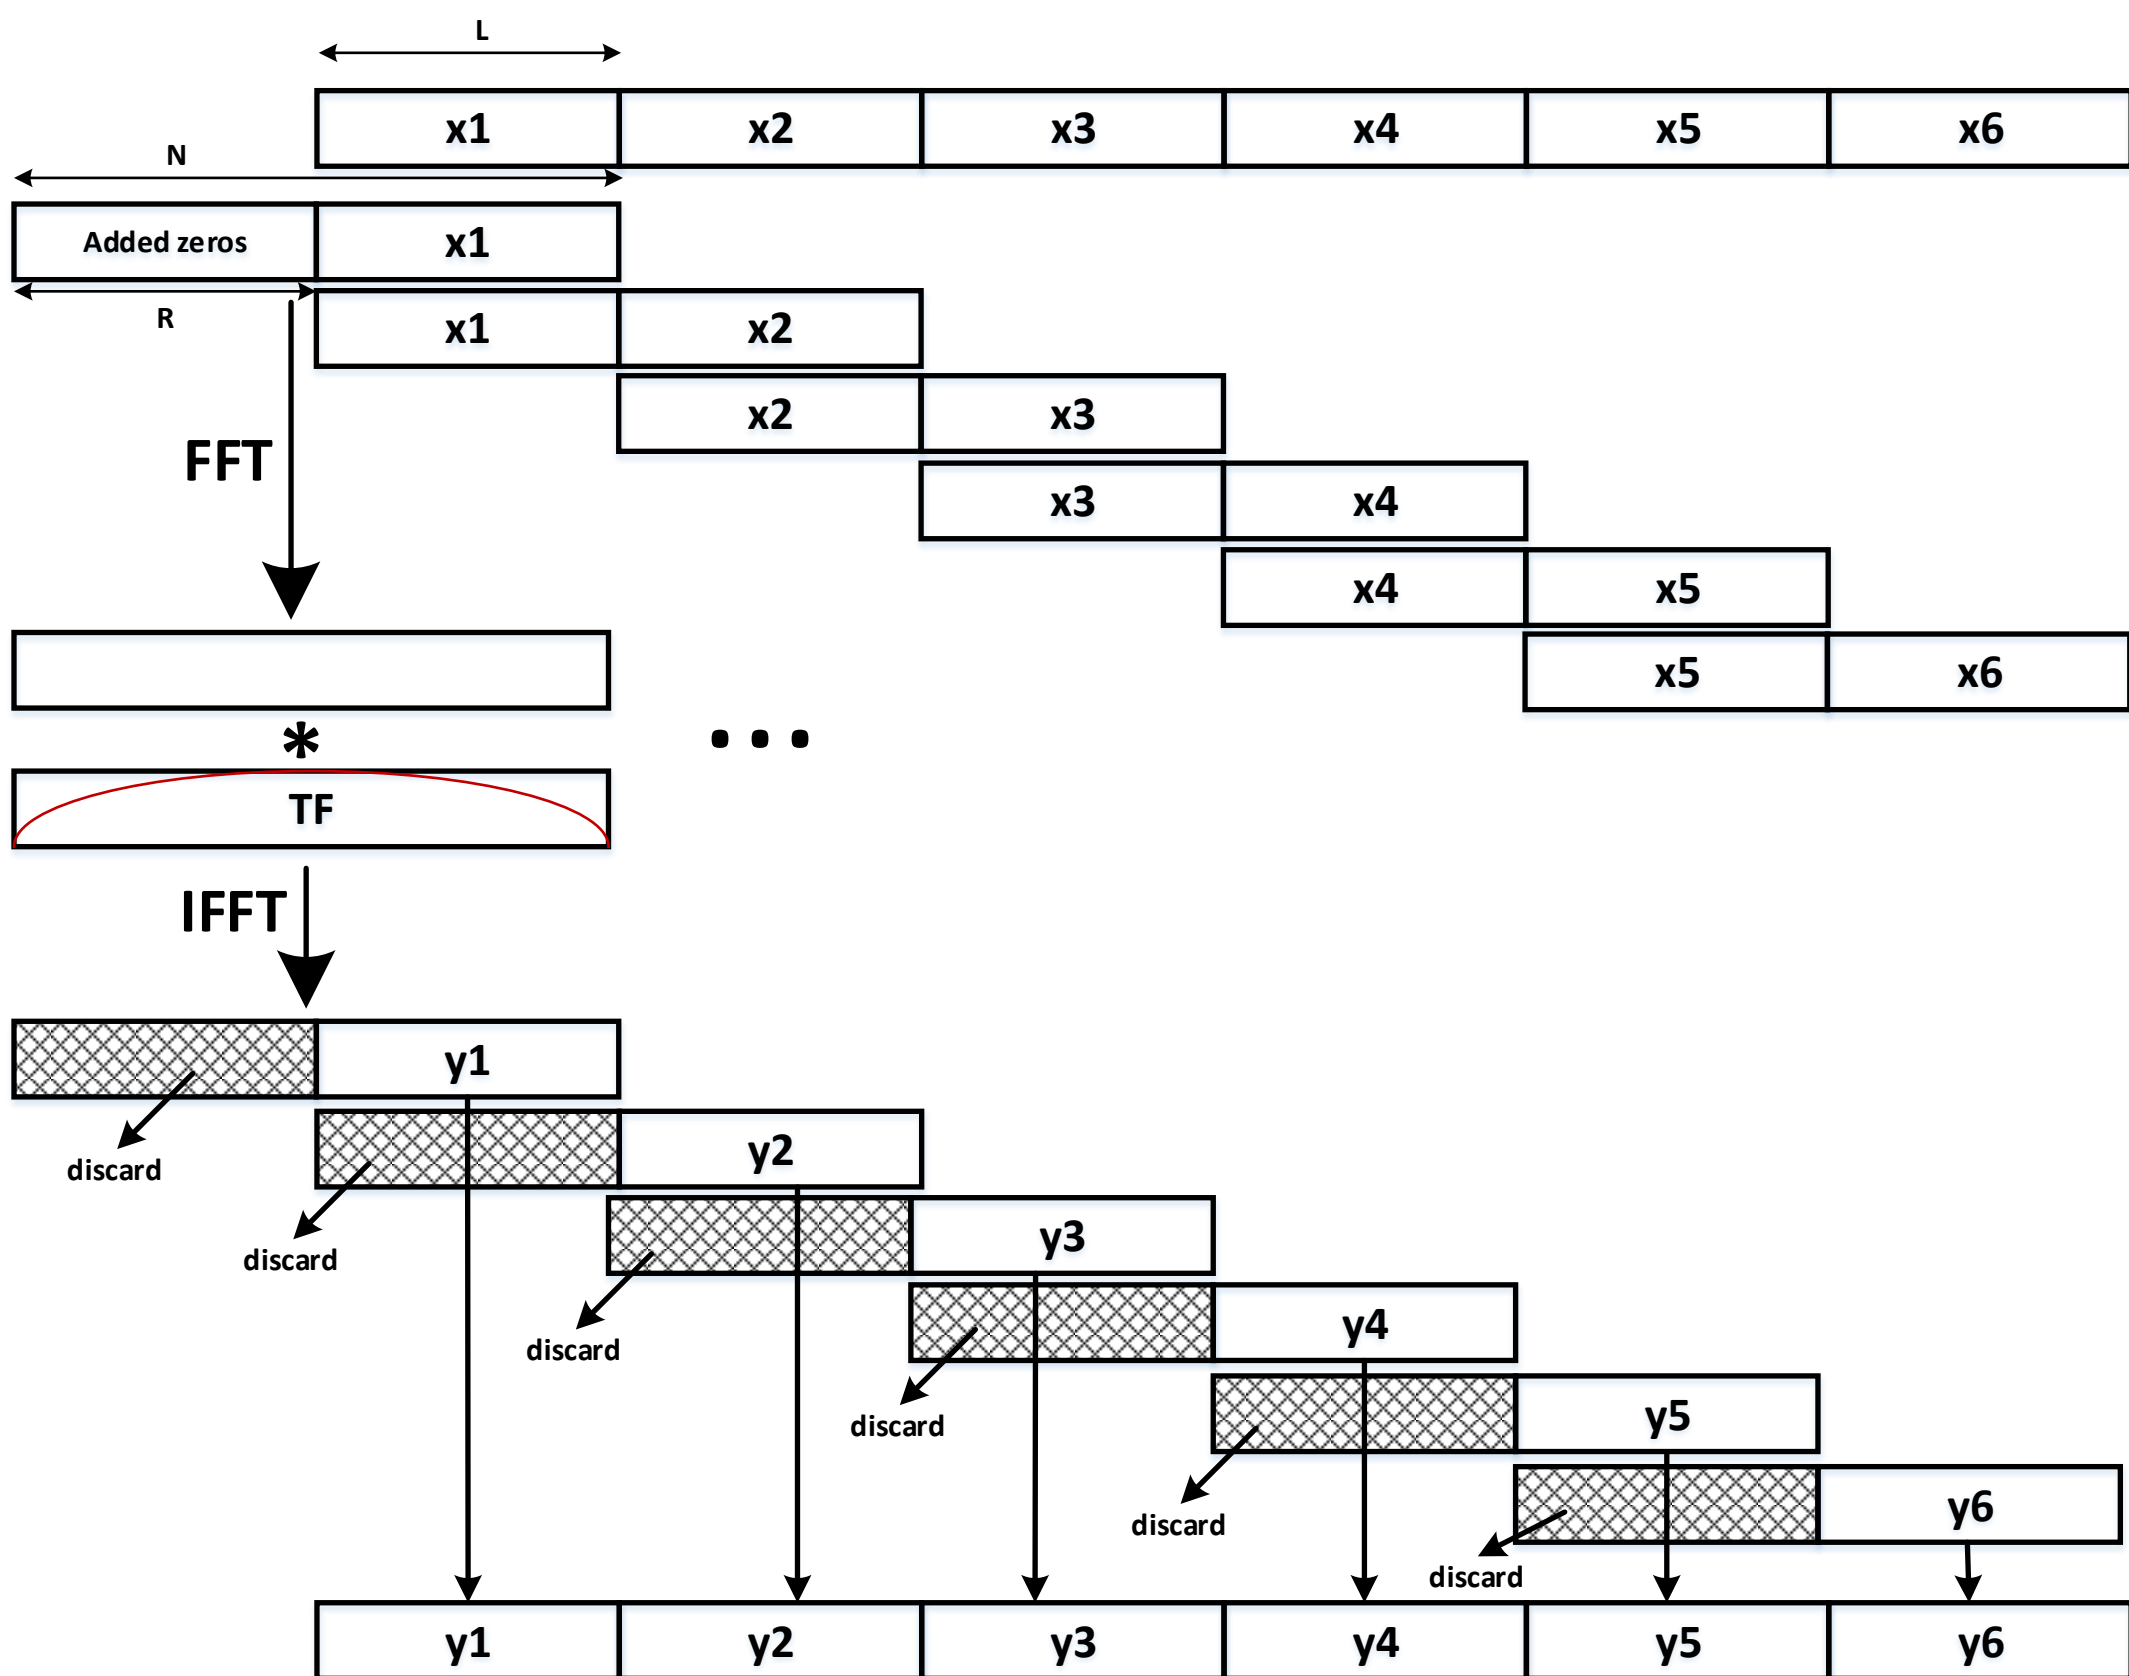 L
x1 x2 x3 x4 x5 x6
N
Added zeros x1
R
x1 x2
x2 x3
FFT
x3 x4
x4 x5
x5 x6
*
...
TF
IFFT
y1
discard
y2
discard
y3
discard
y4
discard
y5
discard
y6
discard
y1 y2 y3 y4 y5 y6